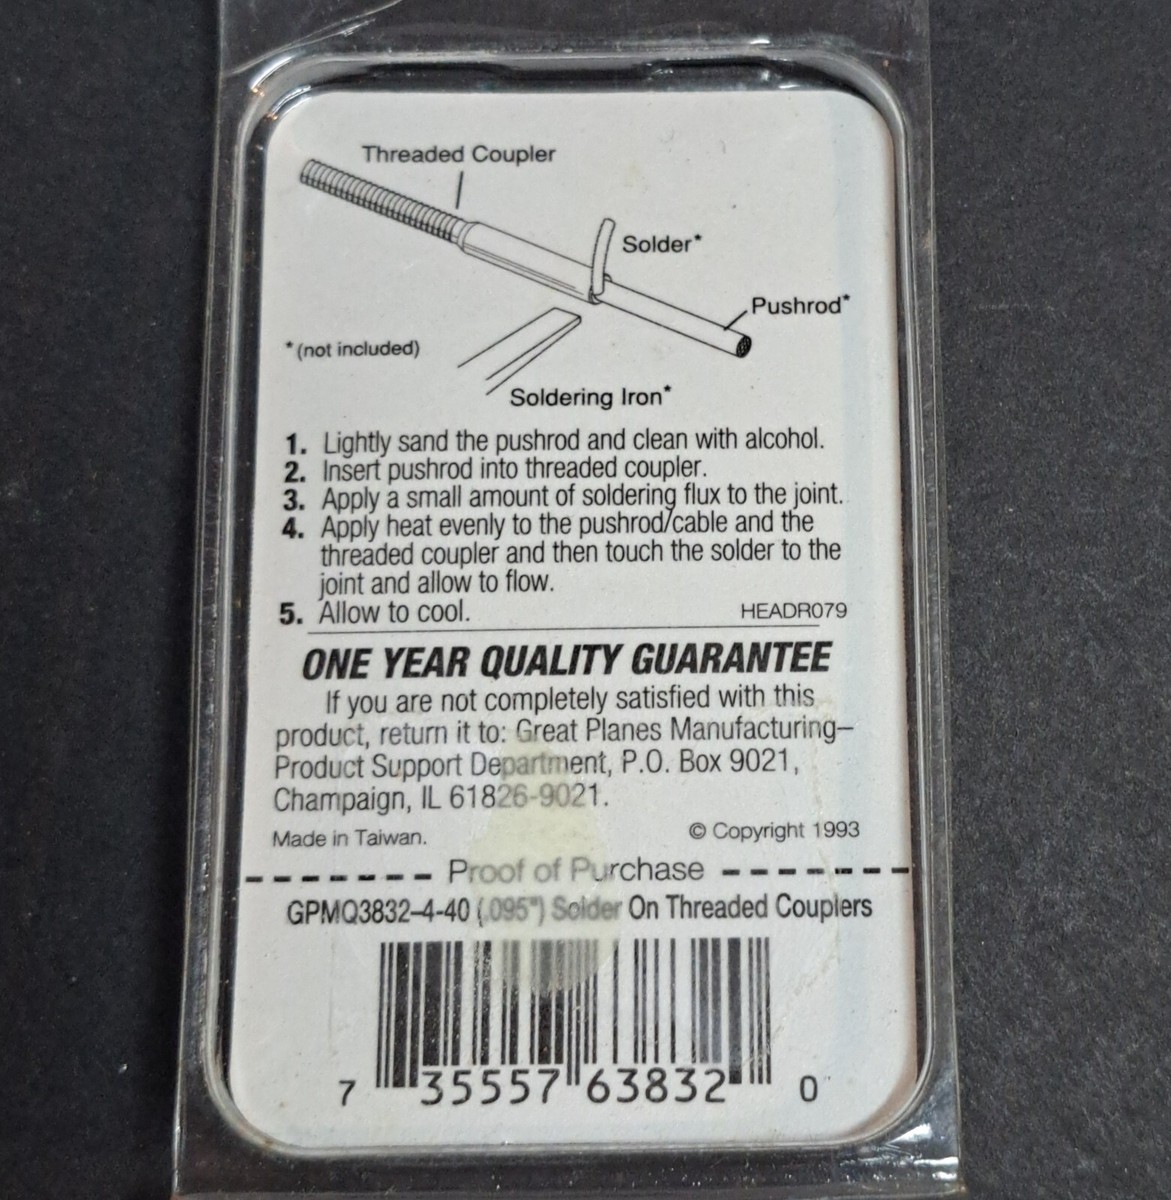 Threaded Coupler
Solder*
Pushrod*
*(not included)
Soldering Iron*
1. Lightly sand the pushrod and clean with alcohol.
2. Insert pushrod into threaded coupler.
3. Apply a small amount of soldering flux to the joint.
4. Apply heat evenly to the pushrod/cable and the
threaded coupler and then touch the solder to the
joint and allow to flow.
5. Allow to cool. HEADR079
ONE YEAR QUALITY GUARANTEE
If you are not completely satisfied with this
product, return it to: Great Planes Manufacturing–
Product Support Department, P.O. Box 9021,
Champaign, IL 61826-9021.
Made in Taiwan. © Copyright 1993
Proof of Purchase
GPMQ3832–4-40 (.095") Solder On Threaded Couplers
7 35557 63832 0